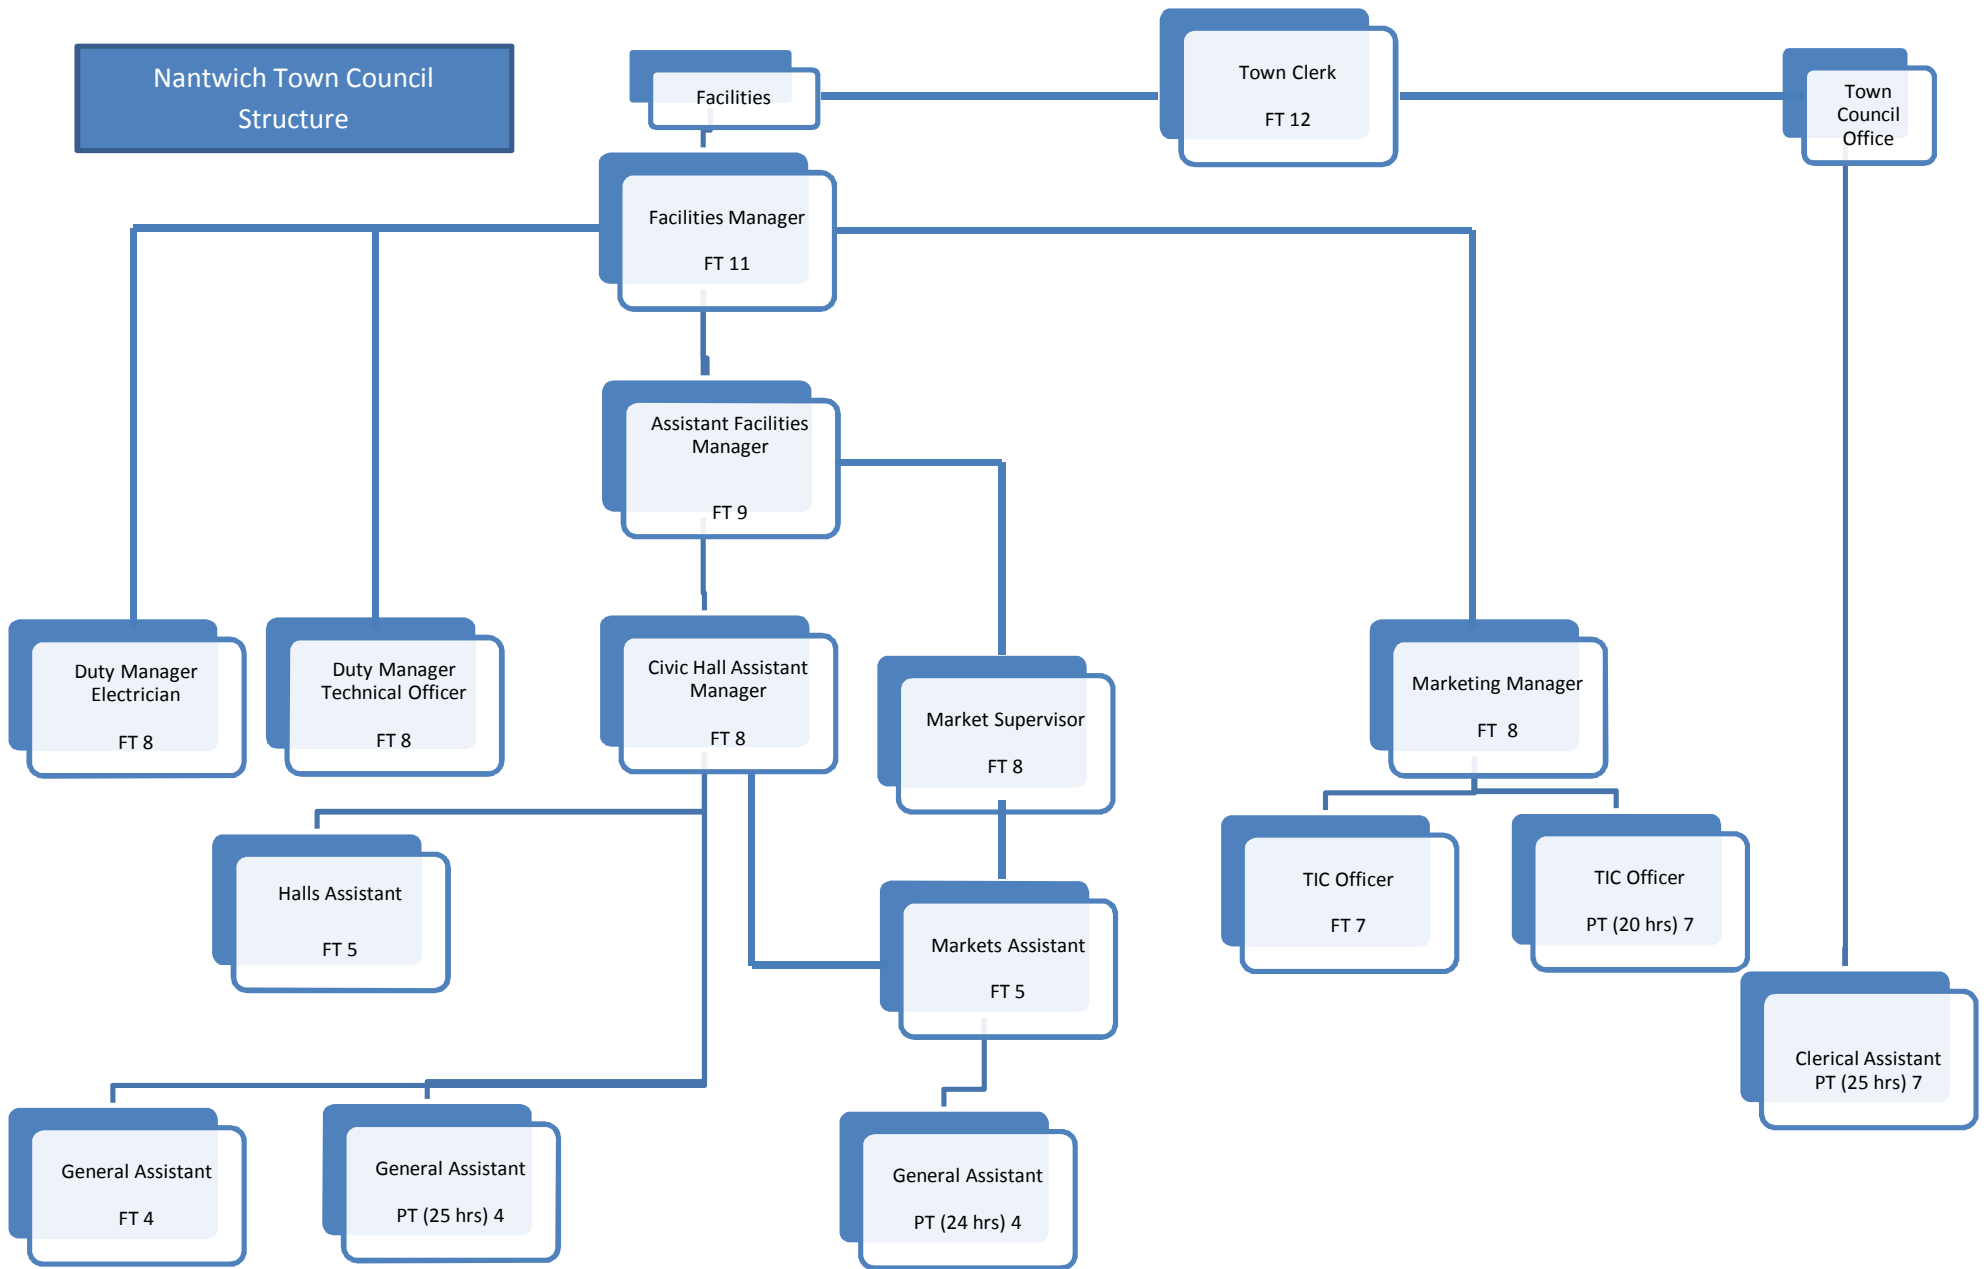 Nantwich Town Council
Structure
Facilities
Town Clerk
FT 12
Town
Council
Office
Facilities Manager
FT 11
Assistant Facilities
Manager
FT 9
Duty Manager
Electrician
FT 8
Duty Manager
Technical Officer
FT 8
Civic Hall Assistant
Manager
FT 8
Market Supervisor
FT 8
Marketing Manager
FT 8
Halls Assistant
FT 5
Markets Assistant
FT 5
TIC Officer
FT 7
TIC Officer
PT (20 hrs) 7
Clerical Assistant
PT (25 hrs) 7
General Assistant
FT 4
General Assistant
PT (25 hrs) 4
General Assistant
PT (24 hrs) 4